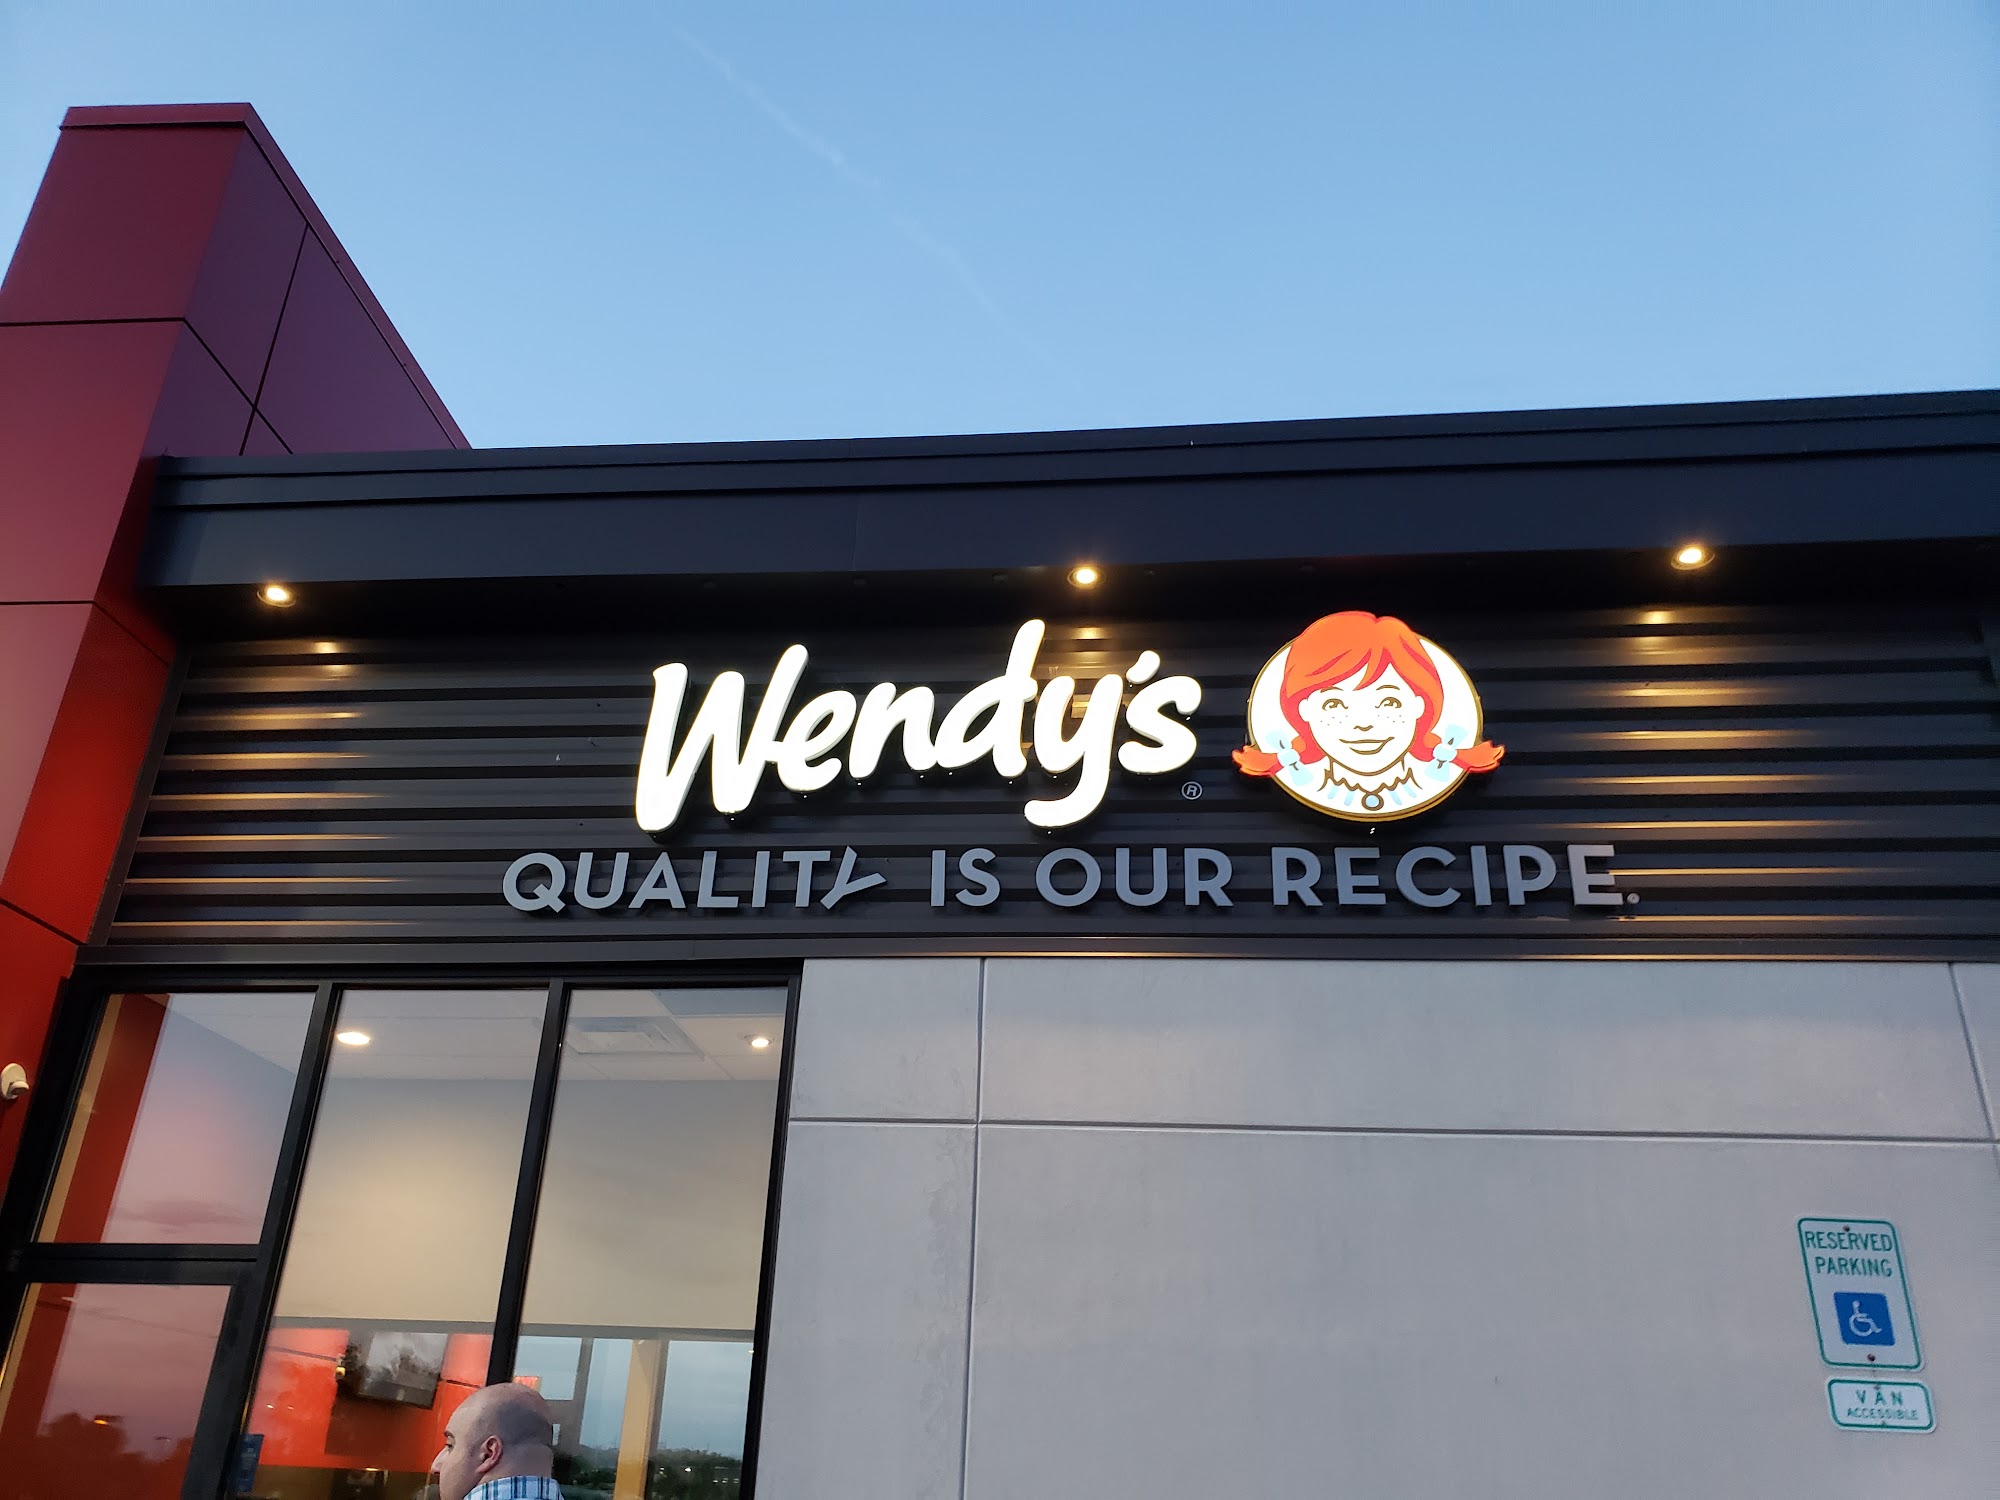 Wendy's®
QUALITY IS OUR RECIPE.
RESERVED
PARKING
VAN
ACCESSIBLE